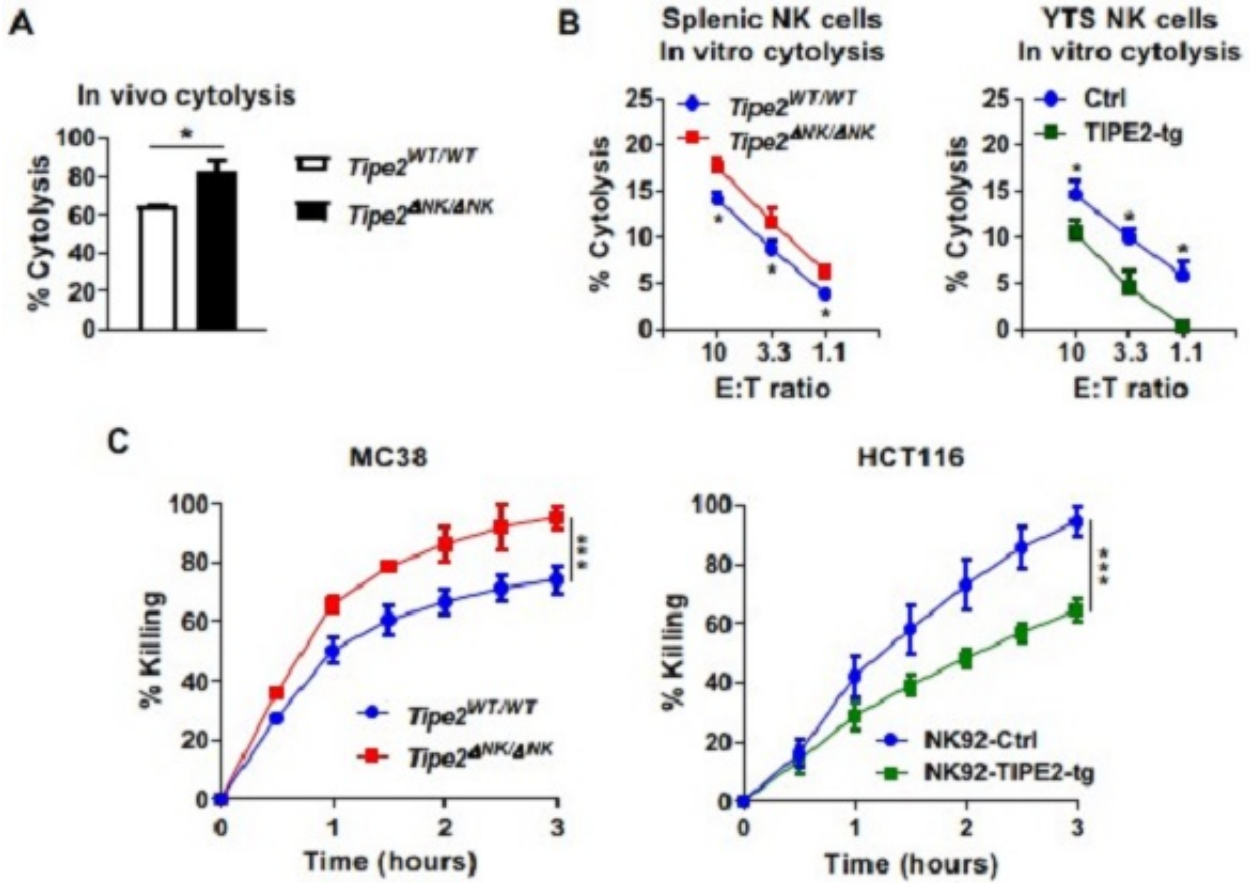 A
In vivo cytolysis
*
% Cytolysis
100
80
60
40
20
0
Tipe2WT/WT
Tipe2ΔNK/ΔNK
B
Splenic NK cells
In vitro cytolysis
% Cytolysis
25
20
15
10
5
0
Tipe2WT/WT
Tipe2ΔNK/ΔNK
*
*
*
10 3.3 1.1
E:T ratio
YTS NK cells
In vitro cytolysis
% Cytolysis
25
20
15
10
5
0
Ctrl
TIPE2-tg
*
*
*
10 3.3 1.1
E:T ratio
C
MC38
% Killing
100
80
60
40
20
0
***
Tipe2WT/WT
Tipe2ΔNK/ΔNK
0 1 2 3
Time (hours)
HCT116
% Killing
100
80
60
40
20
0
***
NK92-Ctrl
NK92-TIPE2-tg
0 1 2 3
Time (hours)